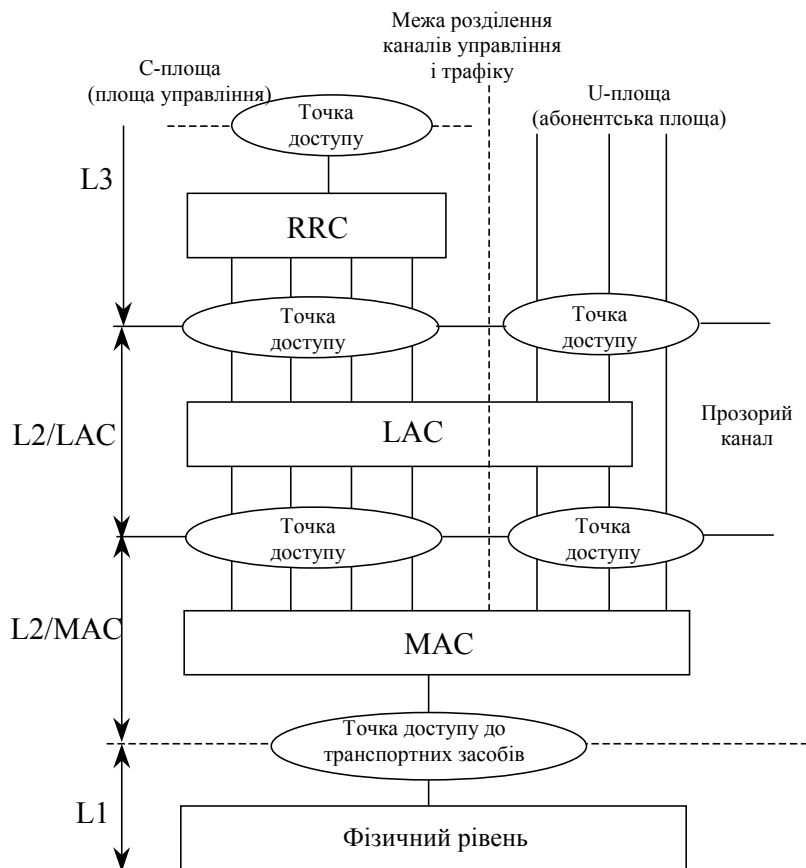 Межа розділення
каналів управління
і трафіку
С-площа
(площа управління)
U-площа
(абонентська площа)
Точка
доступу
L3
RRC
Точка
доступу
Точка
доступу
L2/LAC
LAC
Прозорий
канал
Точка
доступу
Точка
доступу
L2/MAC
MAC
Точка доступу до
транспортних засобів
L1
Фізичний рівень